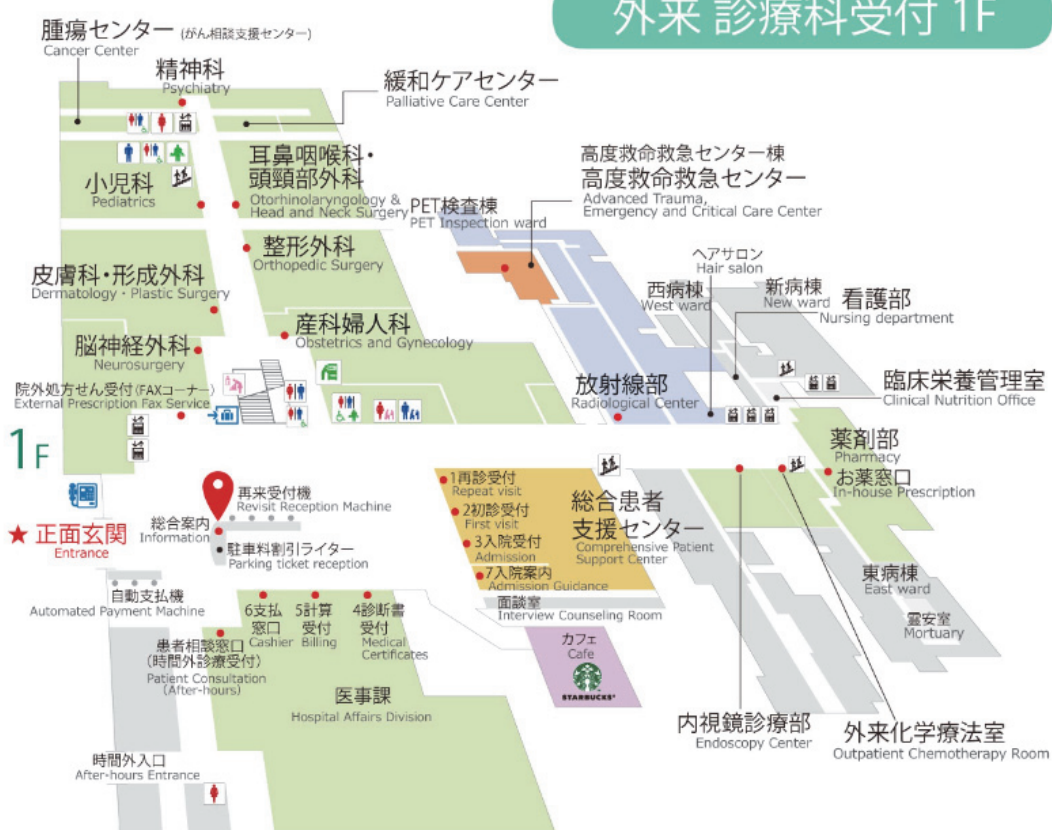 外来 診療科受付 1F
腫瘍センター (がん相談支援センター)
Cancer Center
精神科
Psychiatry
緩和ケアセンター
Palliative Care Center
小児科
Pediatrics
耳鼻咽喉科・
頭頸部外科
Otorhinolaryngology &
Head and Neck Surgery
高度救命救急センター棟
高度救命救急センター
Advanced Trauma,
Emergency and Critical Care Center
PET検査棟
PET Inspection ward
整形外科
Orthopedic Surgery
皮膚科・形成外科
Dermatology・Plastic Surgery
ヘアサロン
Hair salon
西病棟
West ward
新病棟
New ward
看護部
Nursing department
産科婦人科
Obstetrics and Gynecology
脳神経外科
Neurosurgery
院外処方せん受付(FAXコーナー)
External Prescription Fax Service
放射線部
Radiological Center
臨床栄養管理室
Clinical Nutrition Office
1F
薬剤部
Pharmacy
お薬窓口
In-house Prescription
再来受付機
Revisit Reception Machine
総合案内
Information
駐車料割引ライター
Parking ticket reception
★ 正面玄関
Entrance
1再診受付
Repeat visit
2初診受付
First visit
3入院受付
Admission
7入院案内
Admission Guidance
総合患者
支援センター
Comprehensive Patient
Support Center
面談室
Interview Counseling Room
東病棟
East ward
霊安室
Mortuary
自動支払機
Automated Payment Machine
6支払
窓口
Cashier
5計算
受付
Billing
4診断書
受付
Medical
Certificates
患者相談窓口
(時間外診療受付)
Patient Consultation
(After-hours)
カフェ
Cafe
STARBUCKS®
医事課
Hospital Affairs Division
内視鏡診療部
Endoscopy Center
外来化学療法室
Outpatient Chemotherapy Room
時間外入口
After-hours Entrance